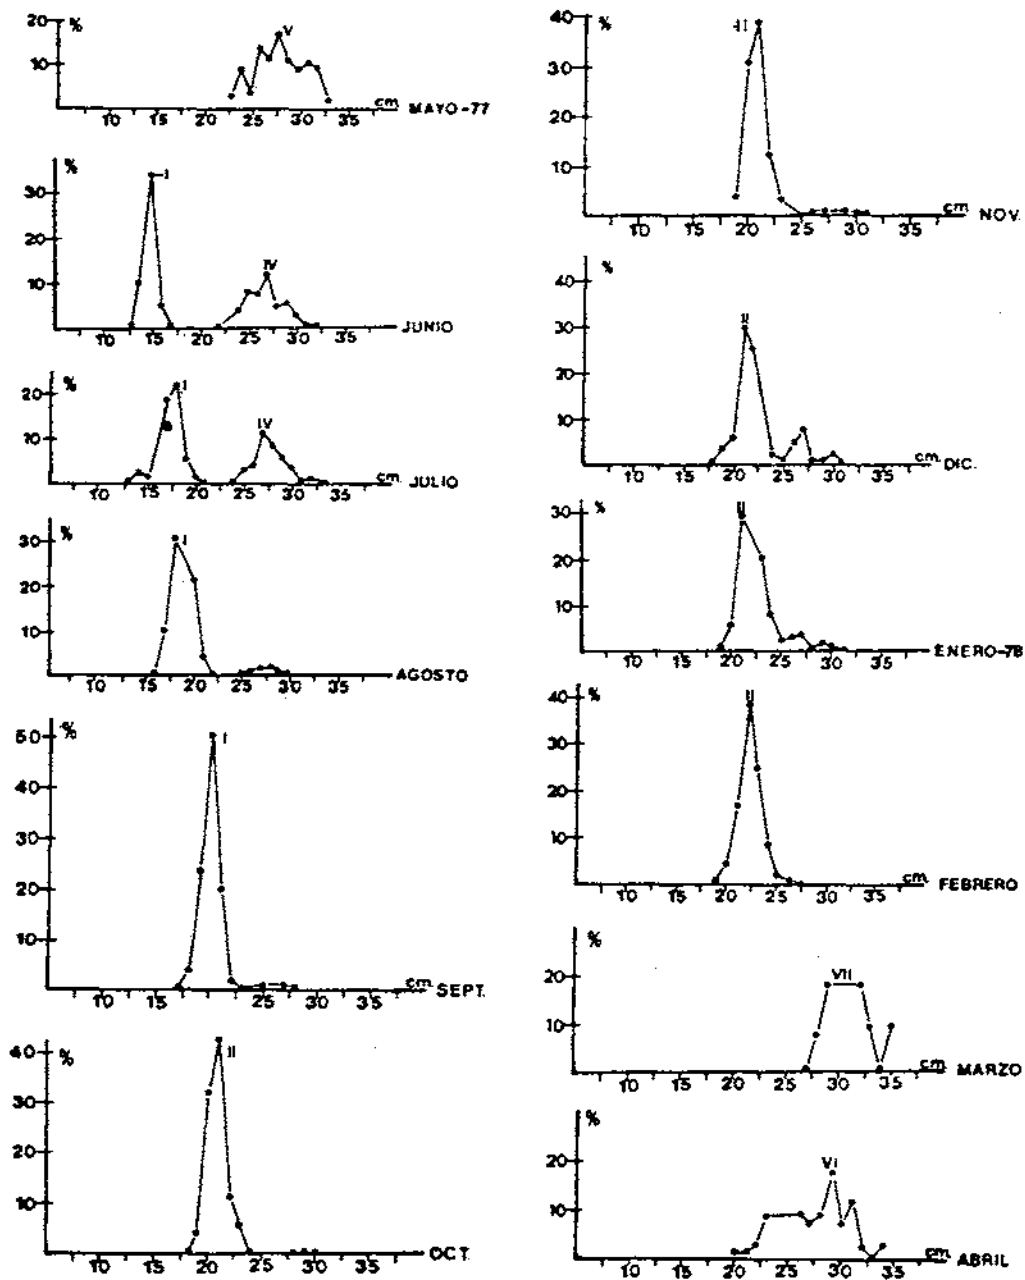 %
20
10
V
10 15 20 25 30 35 cm MAYO-77
%
30
20
10
I
IV
10 15 20 25 30 35 JUNIO
%
20
10
I
IV
10 15 20 25 30 35 cm JULIO
%
30
20
10
I
10 15 20 25 30 35 AGOSTO
%
50
40
30
20
10
I
10 15 20 25 30 35 cm SEPT.
%
40
30
20
10
II
10 15 20 25 30 35 OCT.
%
40
30
20
10
II
10 15 20 25 30 35 cm NOV.
%
40
30
20
10
II
10 15 20 25 30 35 cm DIC.
%
30
20
10
II
10 15 20 25 30 35 ENERO-78
%
40
30
20
10
II
10 15 20 25 30 35 cm FEBRERO
%
20
10
VII
10 15 20 25 30 35 cm MARZO
%
20
10
VI
10 15 20 25 30 35 cm ABRIL